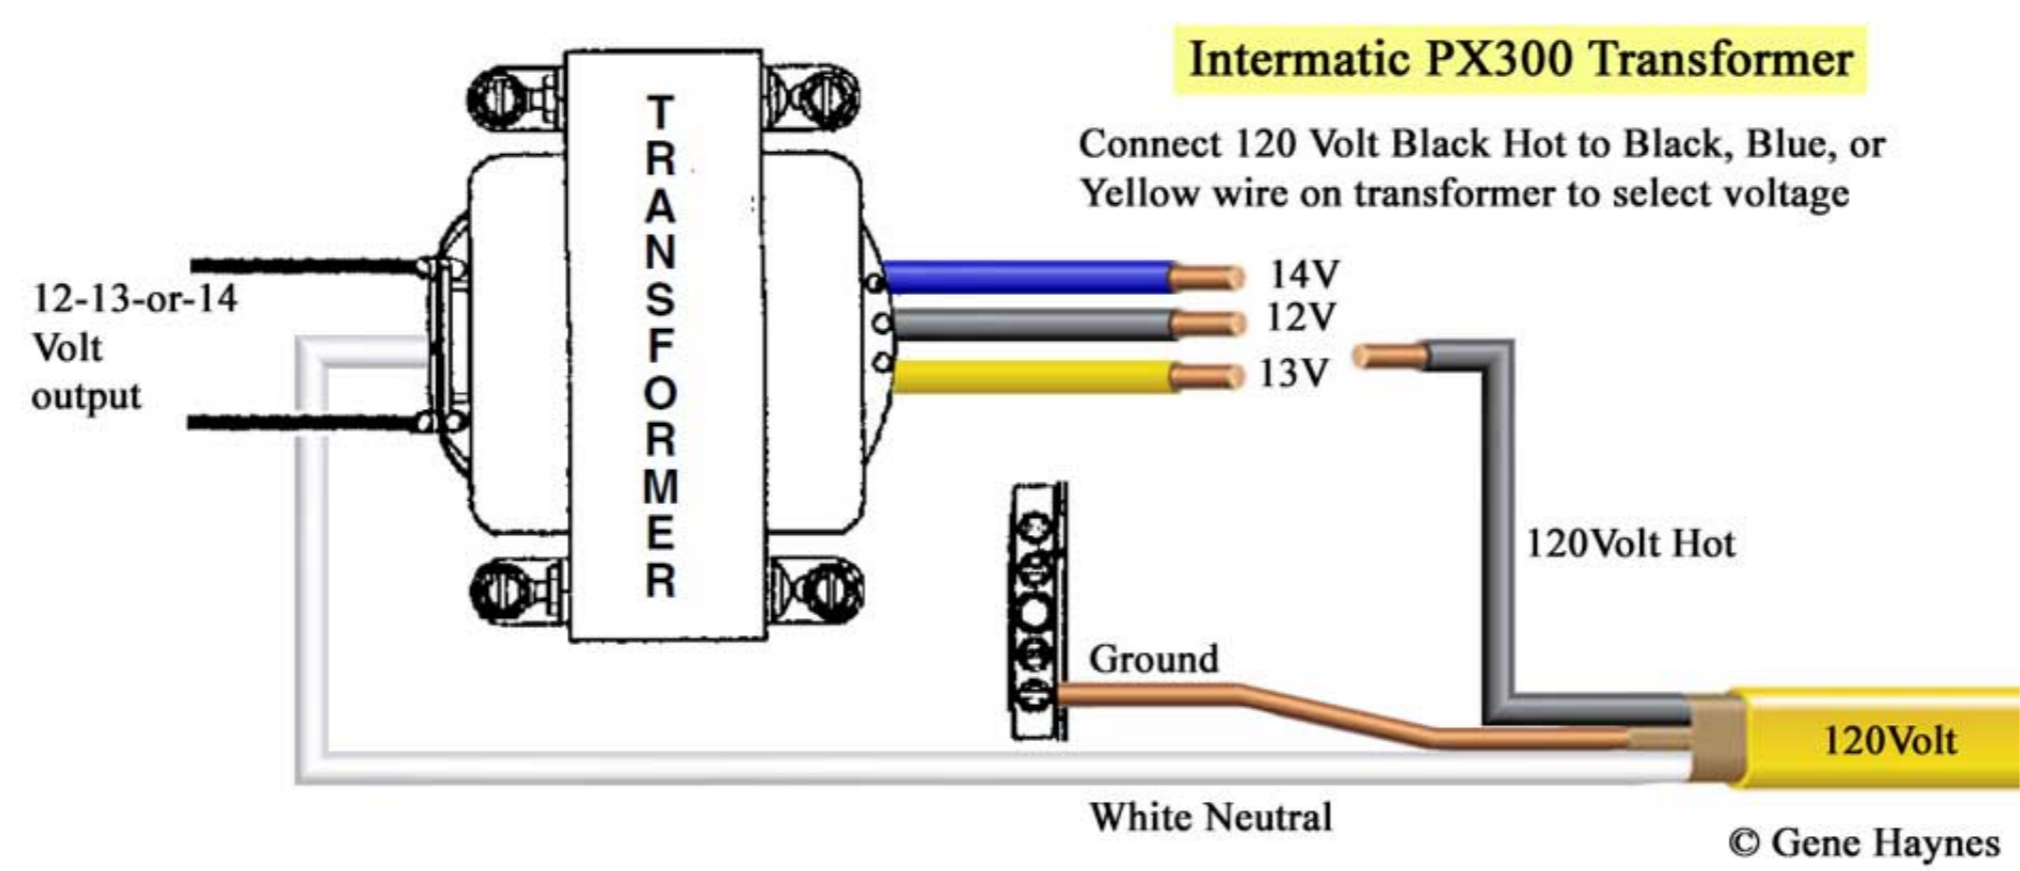 Intermatic PX300 Transformer
Connect 120 Volt Black Hot to Black, Blue, or
Yellow wire on transformer to select voltage
TRANSFORMER
12-13-or-14
Volt
output
14V
12V
13V
120Volt Hot
Ground
120Volt
White Neutral
© Gene Haynes